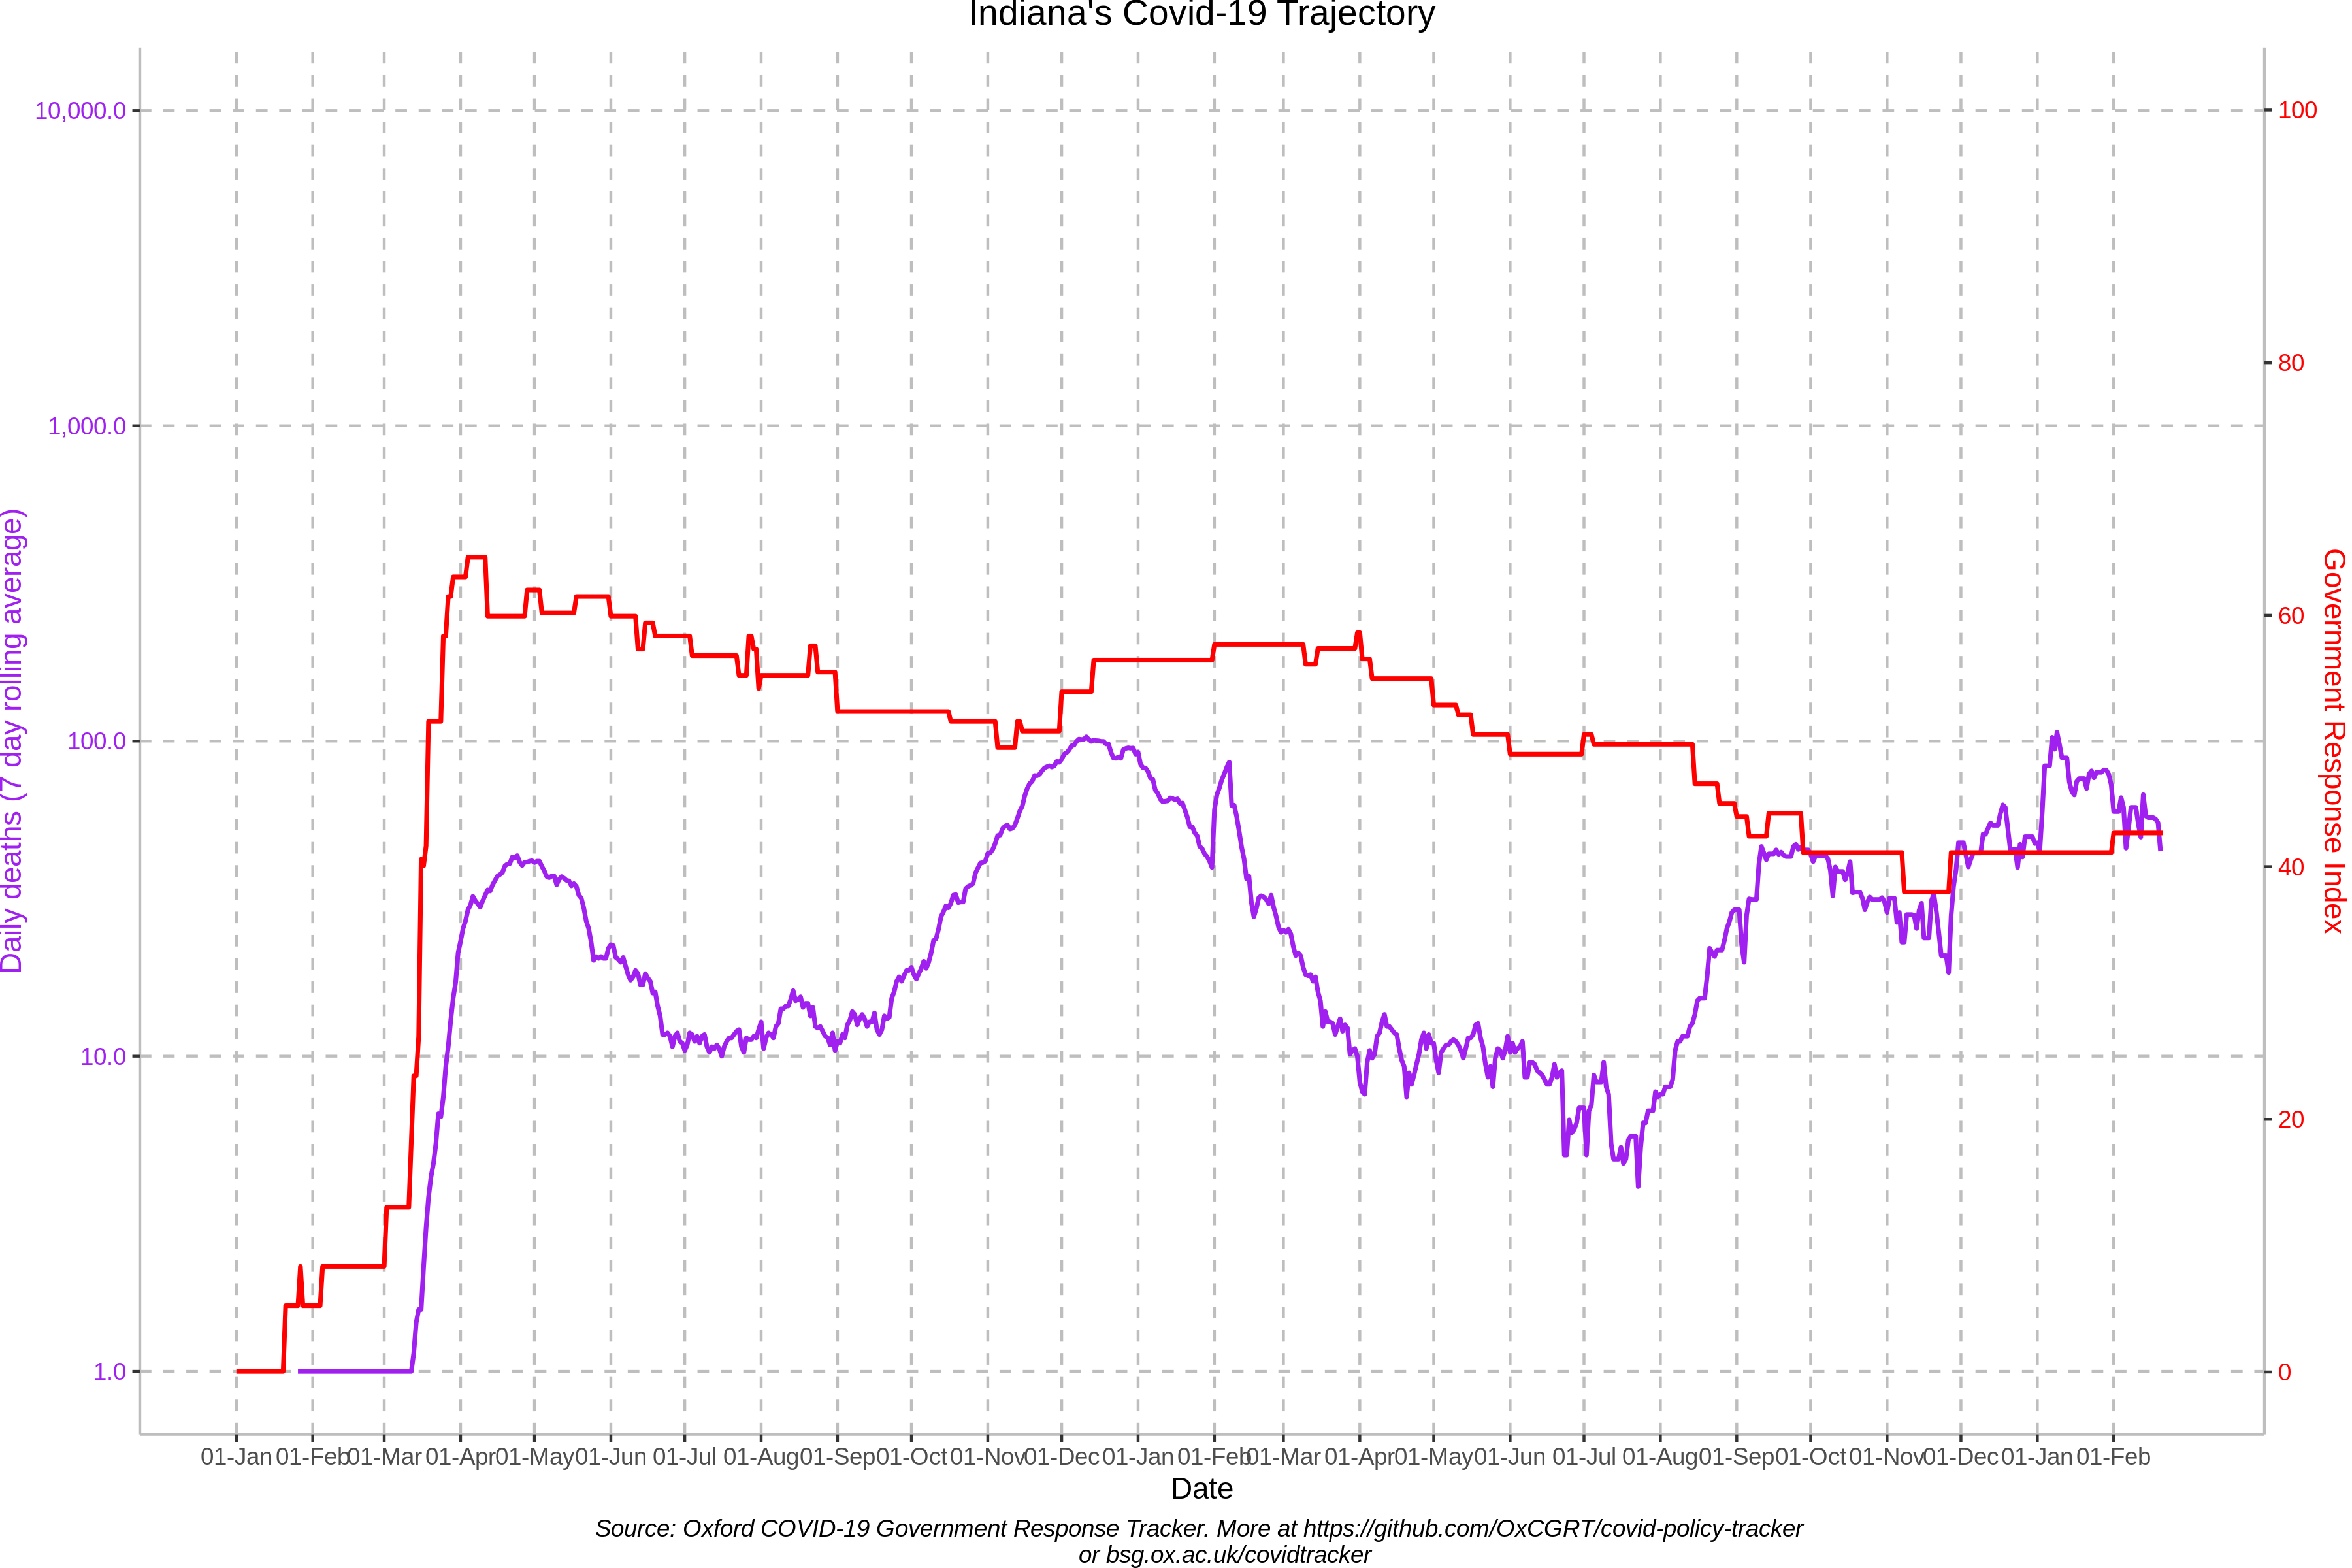 Indiana's Covid-19 Trajectory
10,000.0
1,000.0
100.0
10.0
1.0
Daily deaths (7 day rolling average)
100
80
60
40
20
0
Government Response Index
01-Jan 01-Feb 01-Mar 01-Apr 01-May 01-Jun 01-Jul 01-Aug 01-Sep 01-Oct 01-Nov 01-Dec 01-Jan 01-Feb 01-Mar 01-Apr 01-May 01-Jun 01-Jul 01-Aug 01-Sep 01-Oct 01-Nov 01-Dec 01-Jan 01-Feb
Date
Source: Oxford COVID-19 Government Response Tracker. More at https://github.com/OxCGRT/covid-policy-tracker
or bsg.ox.ac.uk/covidtracker